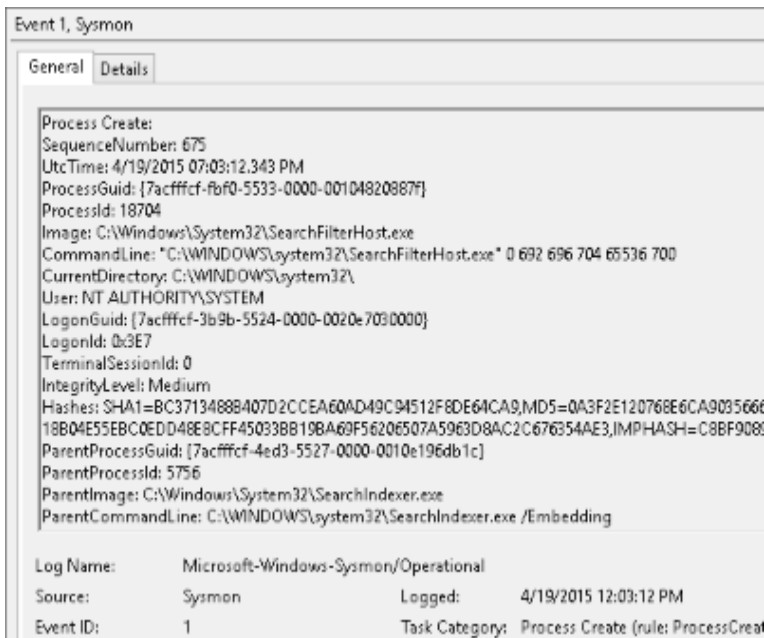 Event 1, Sysmon
General Details
Process Create:
SequenceNumber: 675
UtcTime: 4/19/2015 07:03:12.343 PM
ProcessGuid: {7acfffcf-fbf0-5533-0000-00104820887f}
ProcessId: 18704
Image: C:\Windows\System32\SearchFilterHost.exe
CommandLine: "C:\WINDOWS\system32\SearchFilterHost.exe" 0 692 696 704 65536 700
CurrentDirectory: C:\WINDOWS\system32\
User: NT AUTHORITY\SYSTEM
LogonGuid: {7acfffcf-3b9b-5524-0000-0020e7030000}
LogonId: 0x3E7
TerminalSessionId: 0
IntegrityLevel: Medium
Hashes: SHA1=BC3713488B407D2CCEA60AD49C94512F8DE64CA9,MD5=0A3F2E120768E6CA9035666
18B04E55EBC0EDD48E8CFF45033BB19BA69F56206507A5963D8AC2C676354AE3,IMPHASH=C8BF9089
ParentProcessGuid: {7acfffcf-4ed3-5527-0000-0010e196db1c}
ParentProcessId: 5756
ParentImage: C:\Windows\System32\SearchIndexer.exe
ParentCommandLine: C:\WINDOWS\system32\SearchIndexer.exe /Embedding
Log Name: Microsoft-Windows-Sysmon/Operational
Source: Sysmon Logged: 4/19/2015 12:03:12 PM
Event ID: 1 Task Category: Process Create (rule: ProcessCreat